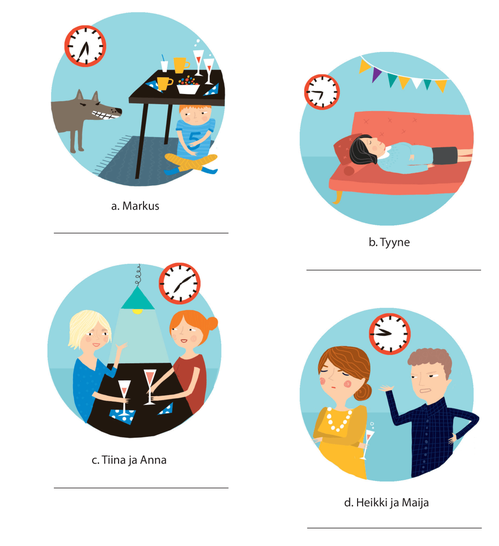 a. Markus
b. Tyyne
c. Tiina ja Anna
d. Heikki ja Maija